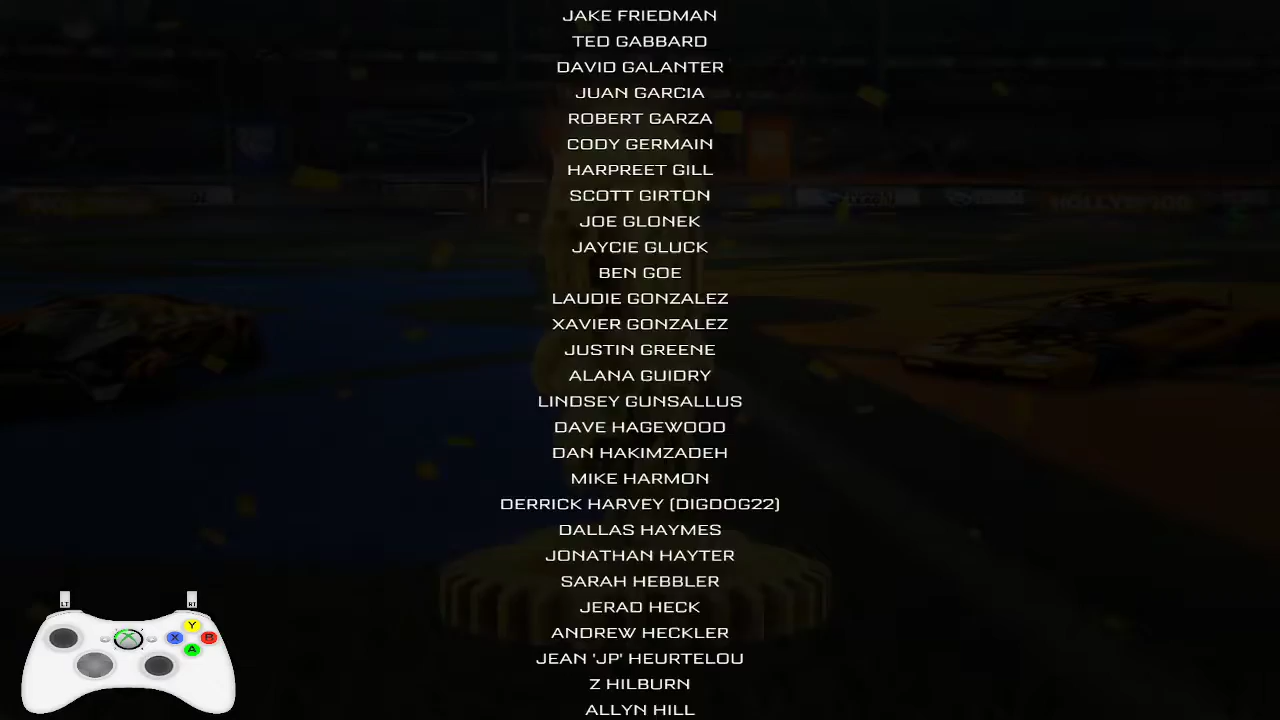 JAKE FRIEDMAN
TED GABBARD
DAVID GALANTER
JUAN GARCIA
ROBERT GARZA
CODY GERMAIN
HARPREET GILL
SCOTT GIRTON
JOE GLONEK
JAYCIE GLUCK
BEN GOE
LAUDIE GONZALEZ
XAVIER GONZALEZ
JUSTIN GREENE
ALANA GUIDRY
LINDSEY GUNSALLUS
DAVE HAGEWOOD
DAN HAKIMZADEH
MIKE HARMON
DERRICK HARVEY (DIGDOG22)
DALLAS HAYMES
JONATHAN HAYTER
SARAH HEBBLER
JERAD HECK
ANDREW HECKLER
JEAN 'JP' HEURTELOU
Z HILBURN
ALLYN HILL
LT
RT
Y
X
B
A